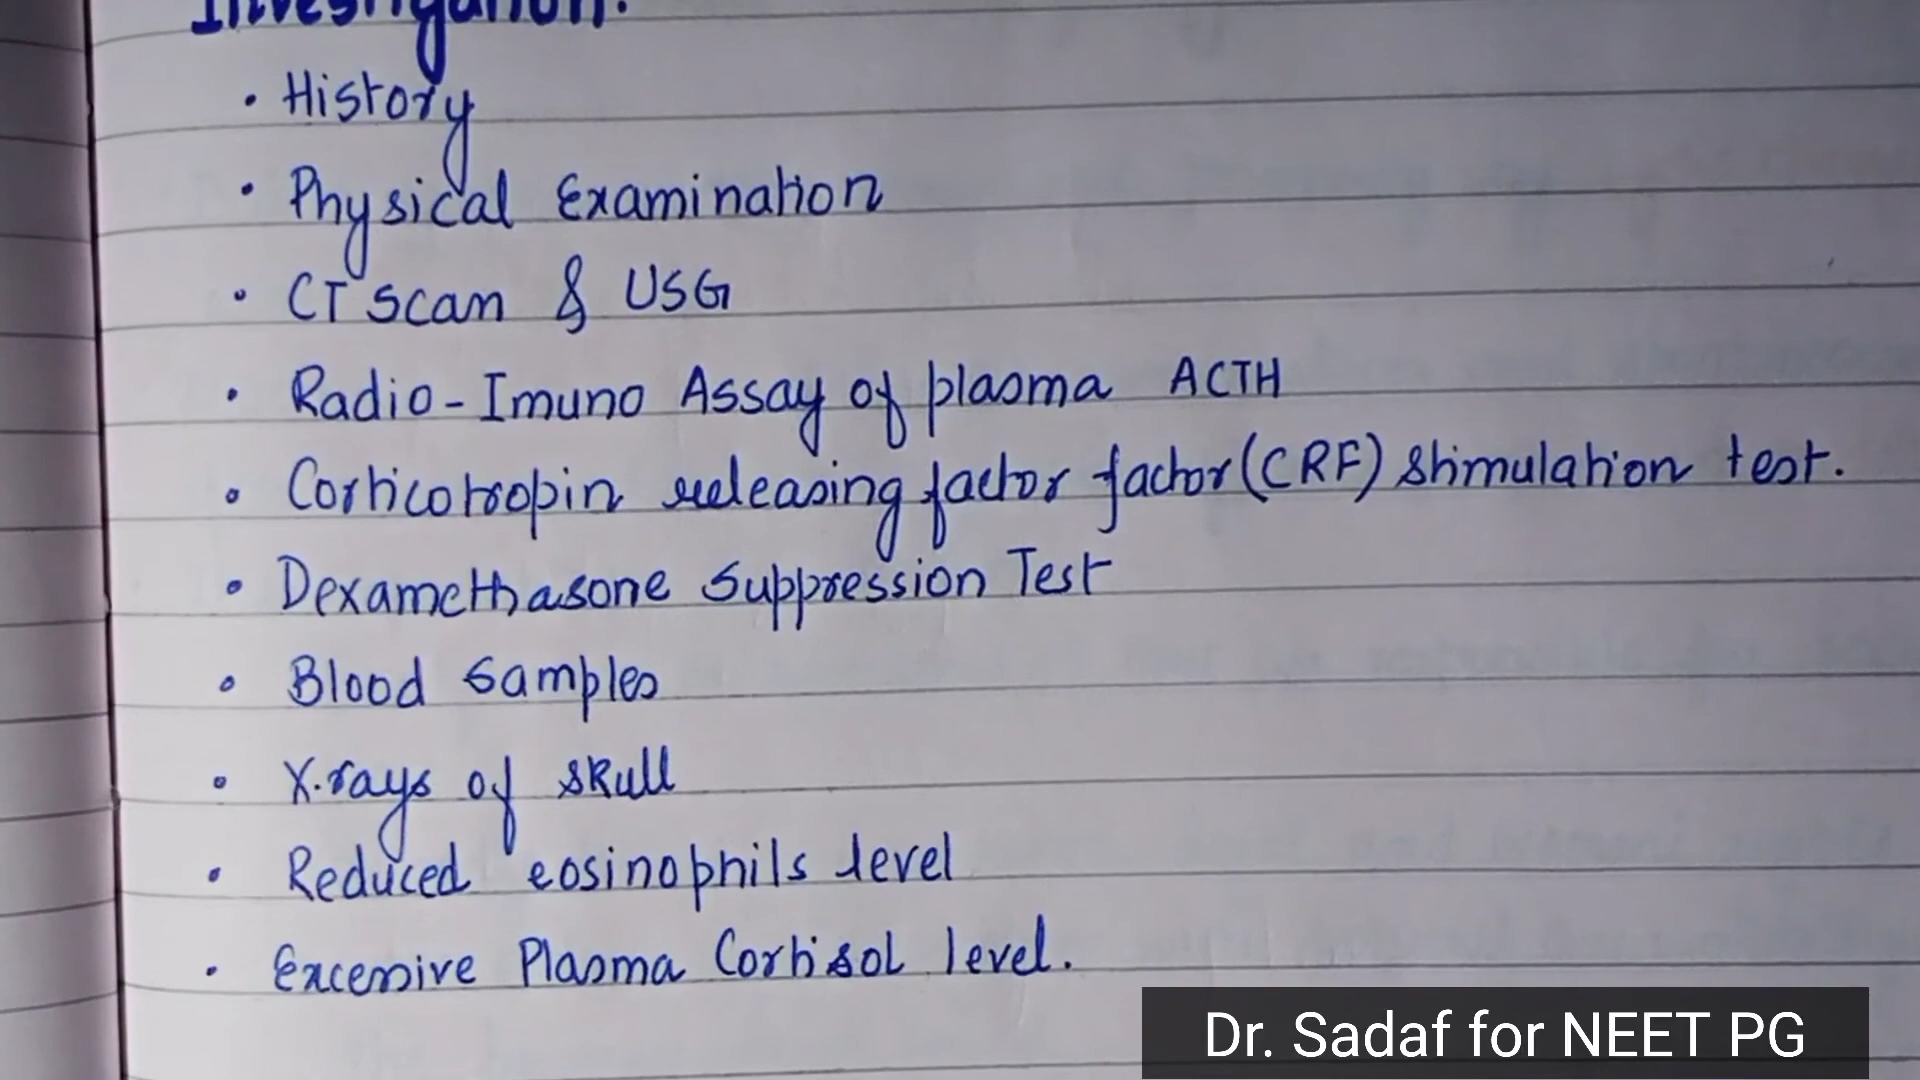 Investigation:
• History
• Physical Examination
• CT Scan & USG
• Radio-Imuno Assay of plasma ACTH
• Corticotropin releasing factor factor (CRF) stimulation test.
• Dexamethasone Suppression Test
• Blood Samples
• X-rays of skull
• Reduced eosinophils level
• Excessive Plasma Cortisol level.
Dr. Sadaf for NEET PG